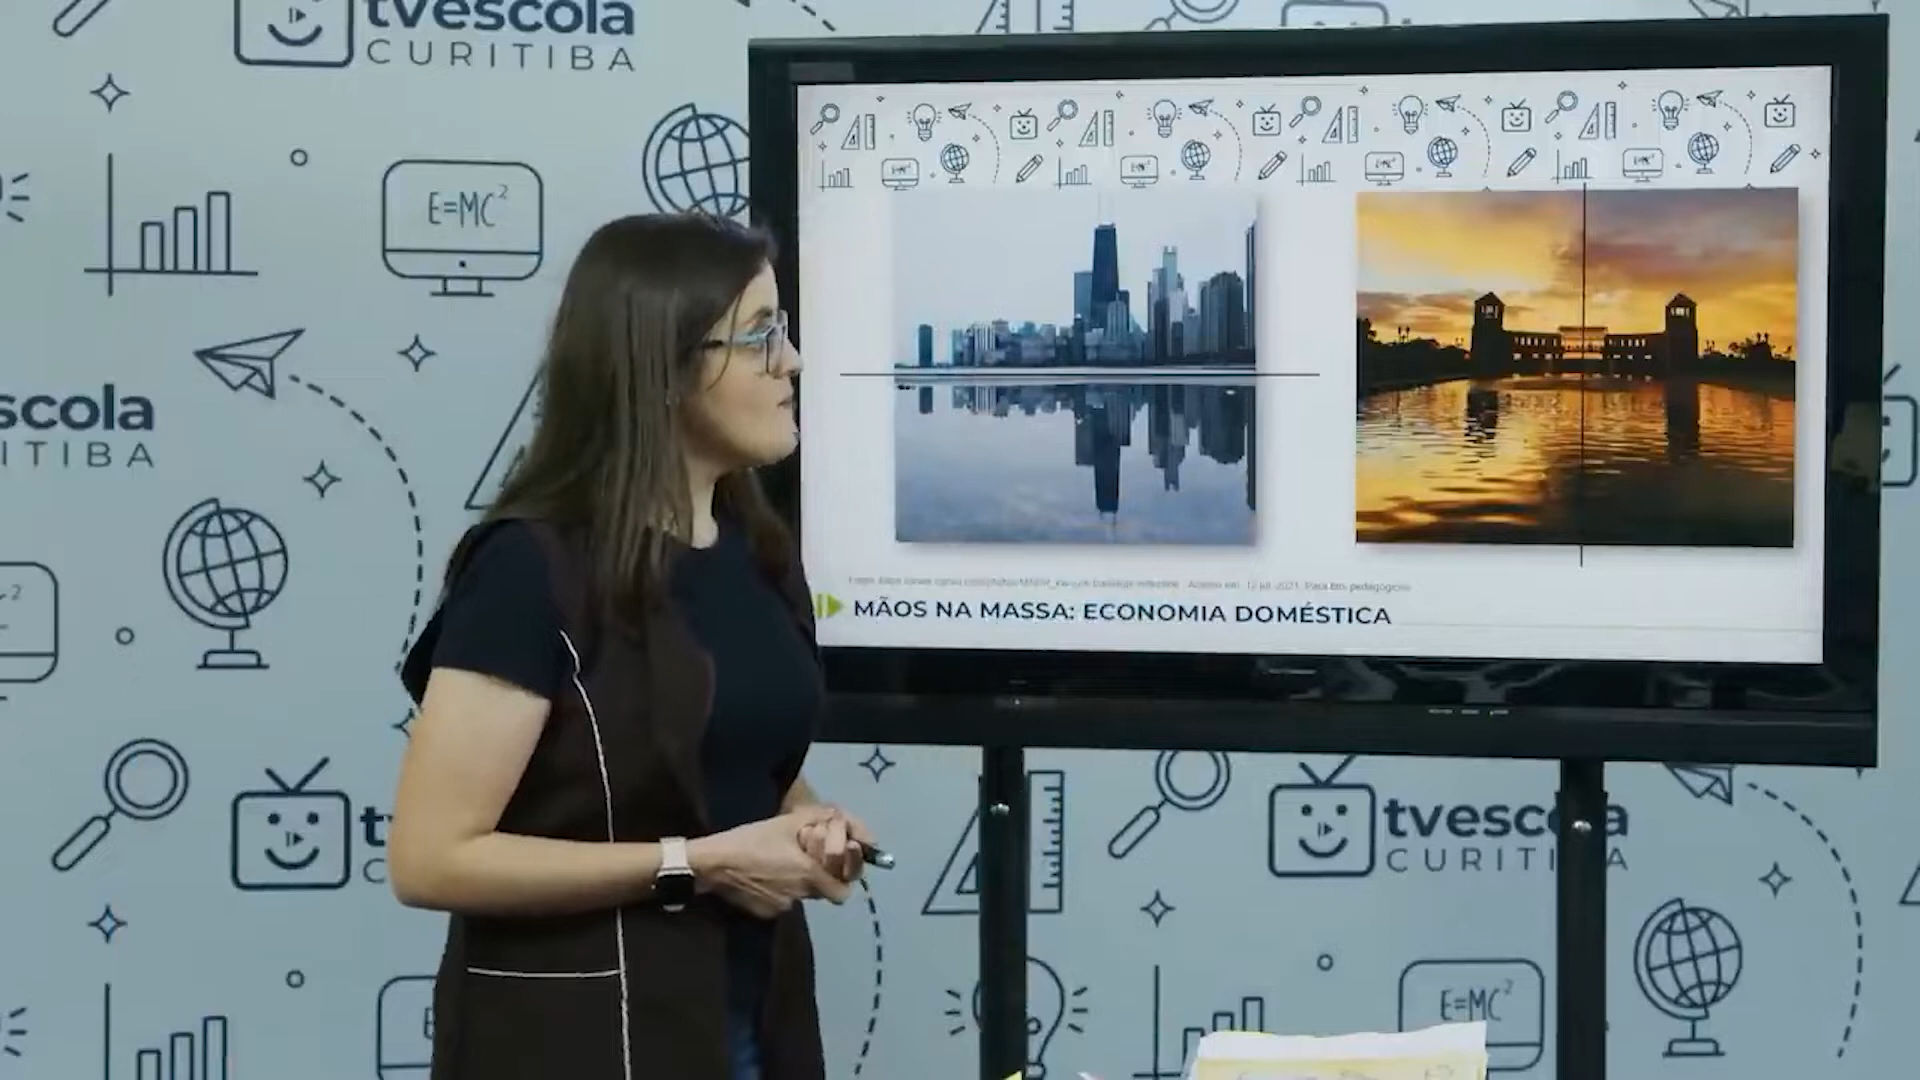 tvescola
CURITIBA
E=MC²
scola
ITIBA
MÃOS NA MASSA: ECONOMIA DOMÉSTICA
tvescola
CURITIBA
E=MC²